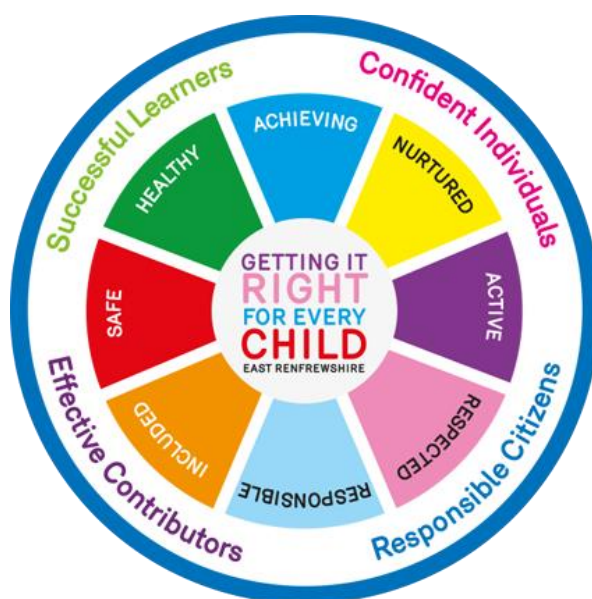 Successful Learners
Confident Individuals
Responsible Citizens
Effective Contributors
ACHIEVING
NURTURED
ACTIVE
RESPECTED
RESPONSIBLE
INCLUDED
SAFE
HEALTHY
GETTING IT
RIGHT
FOR EVERY
CHILD
EAST RENFREWSHIRE